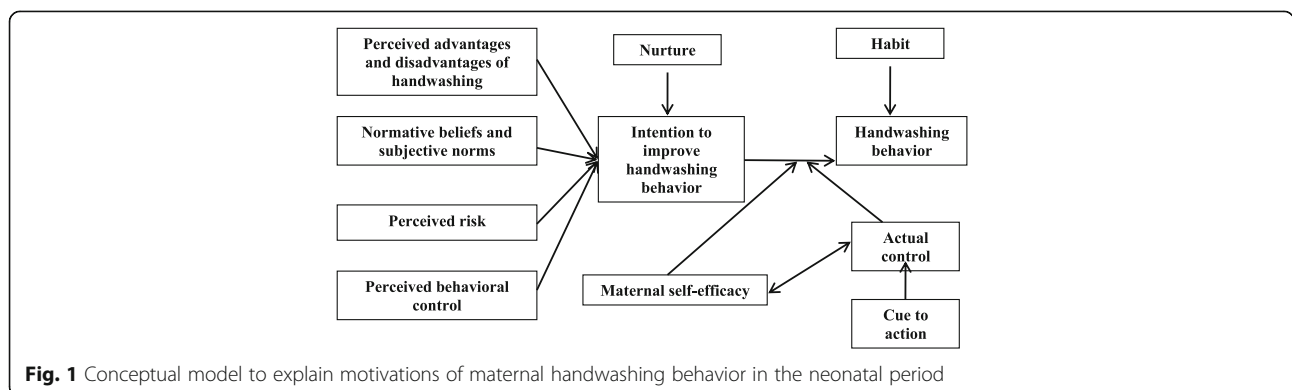 Perceived advantages
and disadvantages of
handwashing
Nurture
Habit
Normative beliefs and
subjective norms
Intention to
improve
handwashing
behavior
Handwashing
behavior
Perceived risk
Actual
control
Perceived behavioral
control
Maternal self-efficacy
Cue to
action
Fig. 1 Conceptual model to explain motivations of maternal handwashing behavior in the neonatal period